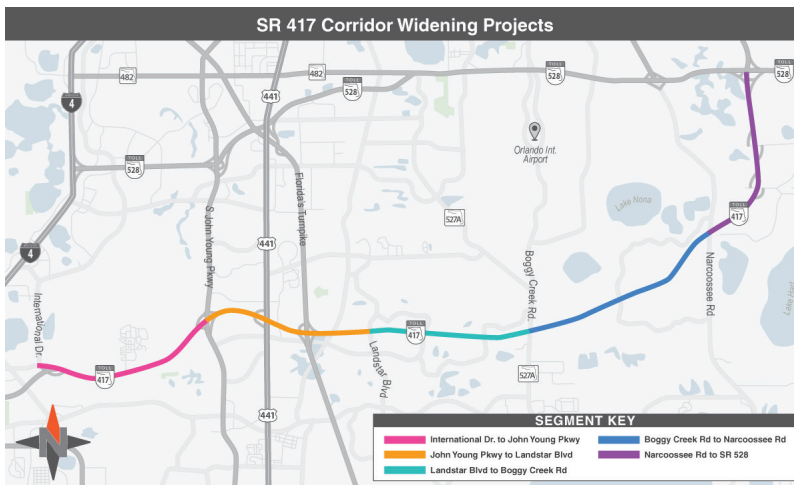 SR 417 Corridor Widening Projects
482
482
441
TOLL
528
TOLL
528
TOLL
528
4
Orlando Int.
Airport
TOLL
528
S John Young Pkwy
Florida's Turnpike
Lake Nona
527A
TOLL
417
441
4
Boggy Creek Rd.
Narcoossee Rd
International Dr.
Lake Hart
TOLL
417
Landstar Blvd
TOLL
417
527A
441
N
SEGMENT KEY
International Dr. to John Young Pkwy
John Young Pkwy to Landstar Blvd
Landstar Blvd to Boggy Creek Rd
Boggy Creek Rd to Narcoossee Rd
Narcoossee Rd to SR 528